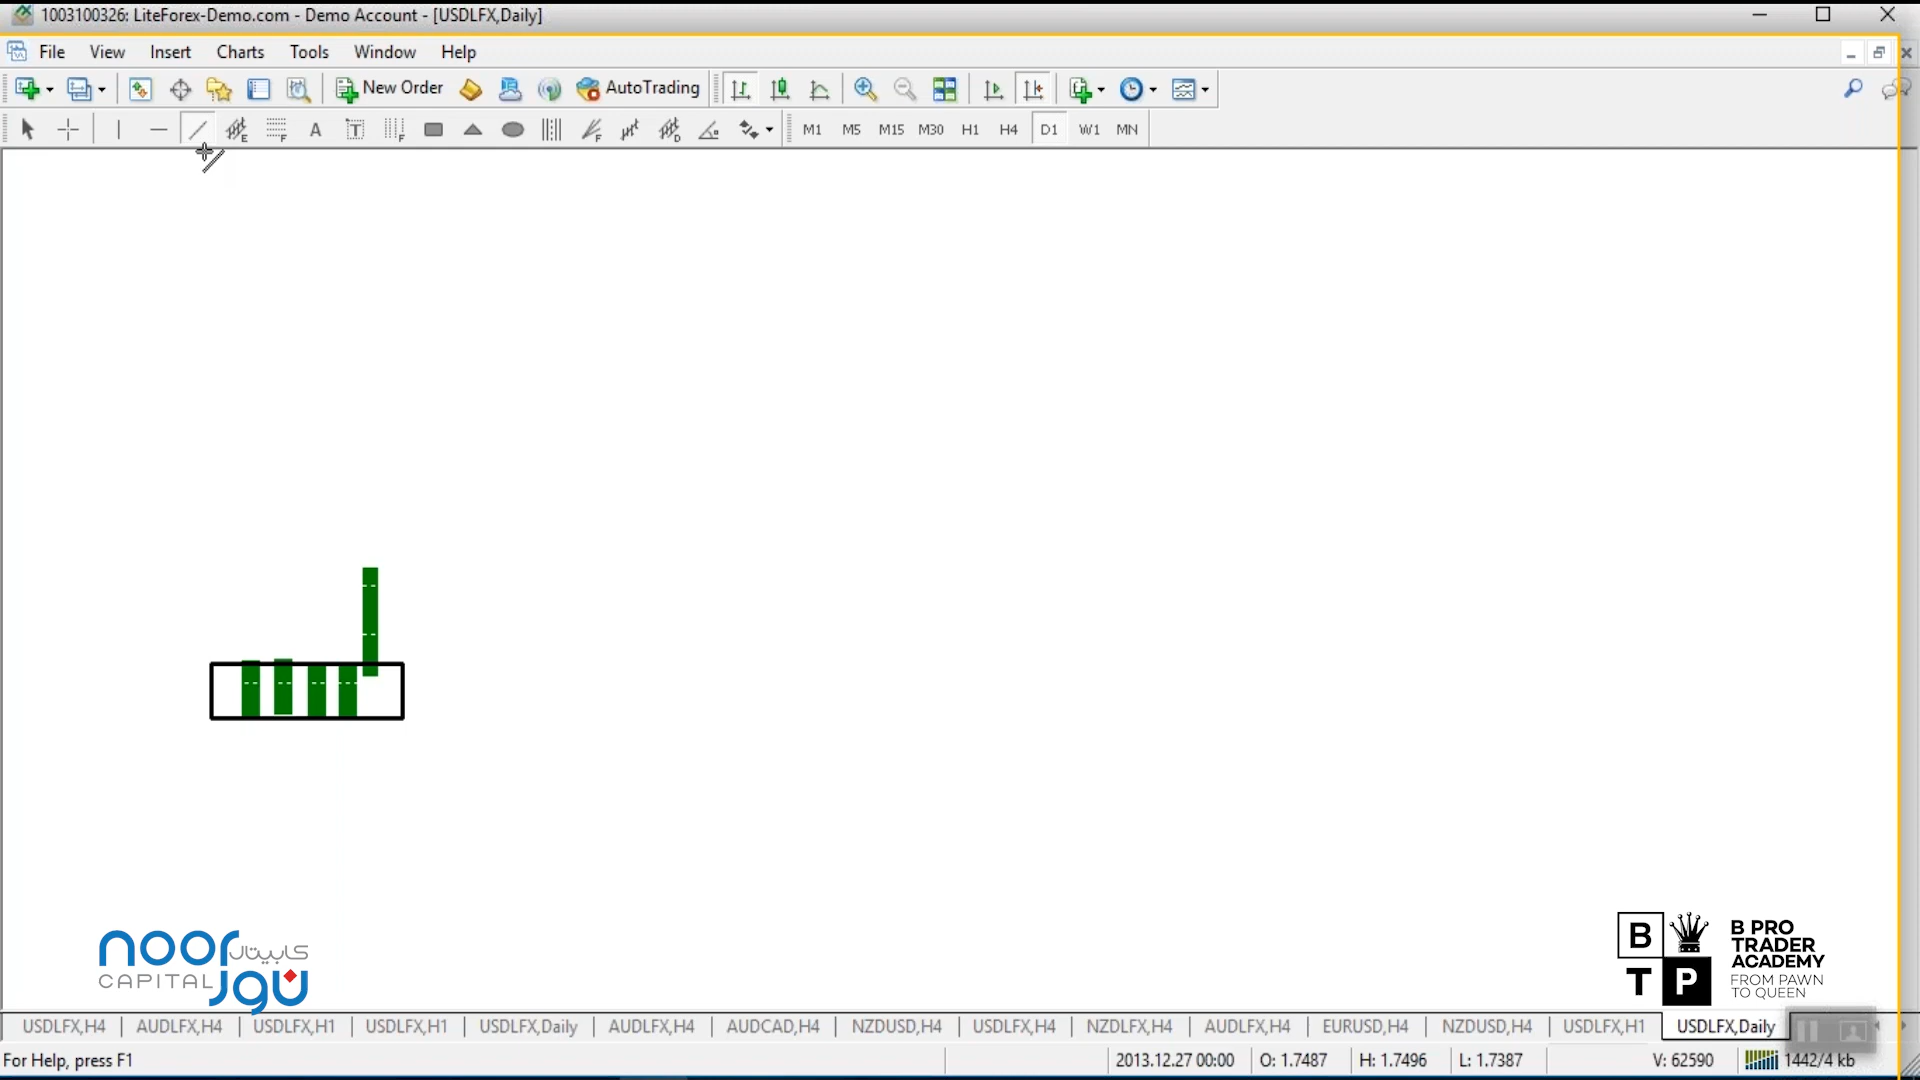 1003100326: LiteForex-Demo.com - Demo Account - [USDLFX,Daily]
File View Insert Charts Tools Window Help
New Order AutoTrading
A T M1 M5 M15 M30 H1 H4 D1 W1 MN
noor كابيتال
CAPITAL نور
B T P
B PRO
TRADER
ACADEMY
FROM PAWN
TO QUEEN
USDLFX,H4 AUDLFX,H4 USDLFX,H1 USDLFX,H1 USDLFX,Daily AUDLFX,H4 AUDCAD,H4 NZDUSD,H4 USDLFX,H4 NZDLFX,H4 AUDLFX,H4 EURUSD,H4 NZDUSD,H4 USDLFX,H1 USDLFX,Daily
For Help, press F1 2013.12.27 00:00 O: 1.7487 H: 1.7496 L: 1.7387 V: 62590 1442/4 kb